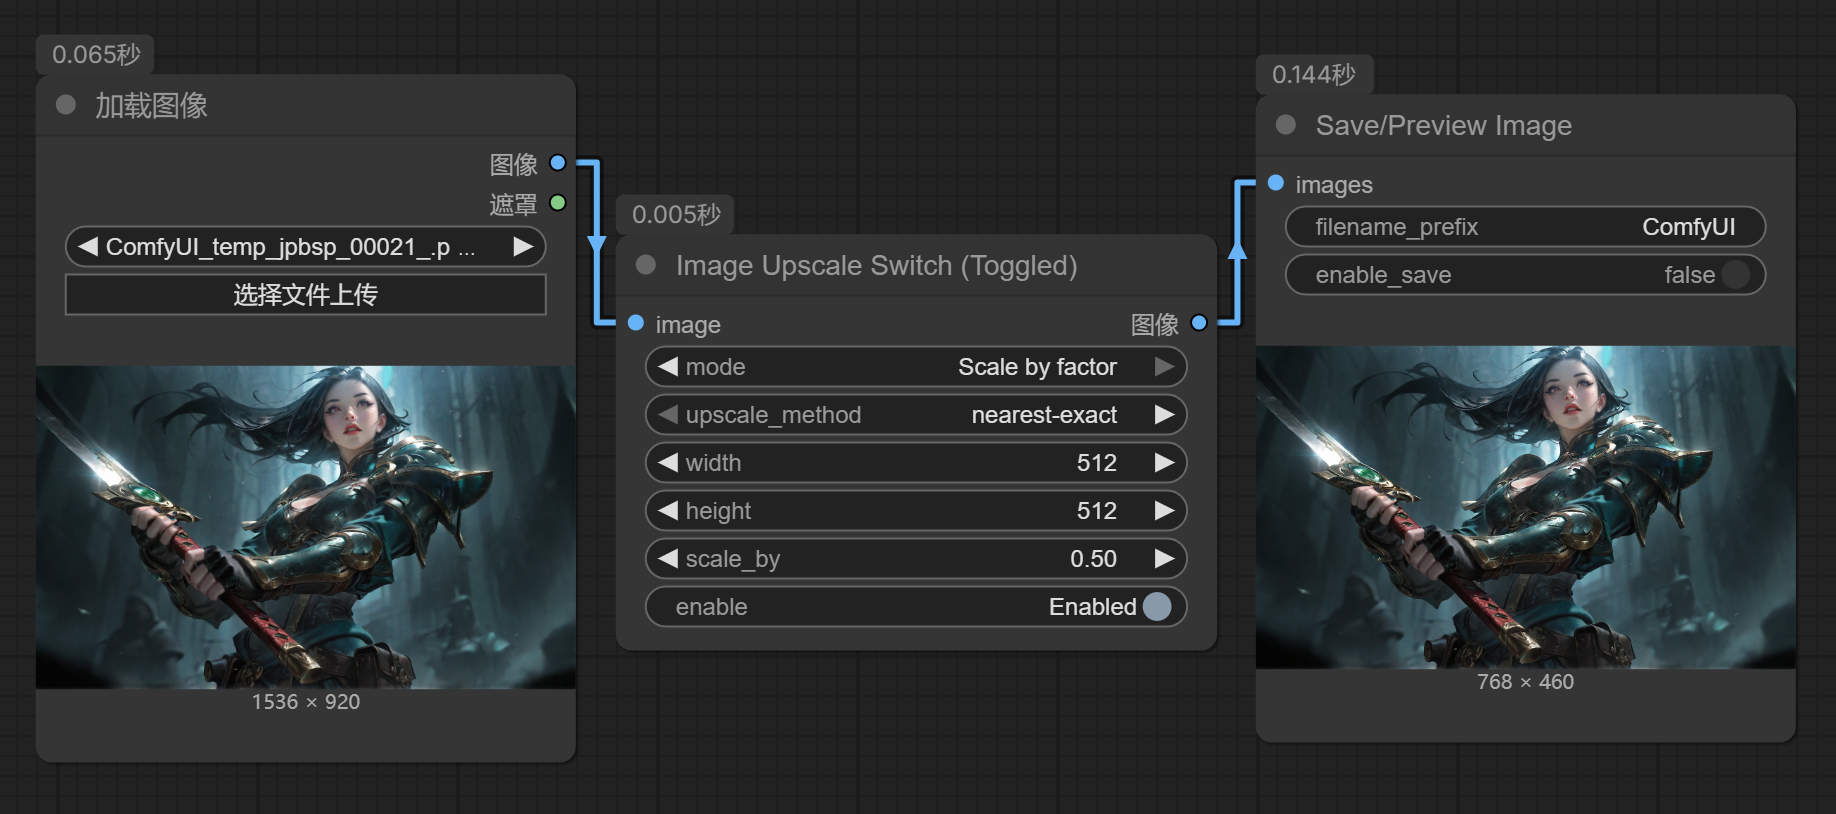 0.065秒
加载图像
图像
遮罩
ComfyUI_temp_jpbsp_00021_.p ...
选择文件上传
1536 × 920
0.005秒
Image Upscale Switch (Toggled)
image 图像
mode Scale by factor
upscale_method nearest-exact
width 512
height 512
scale_by 0.50
enable Enabled
0.144秒
Save/Preview Image
images
filename_prefix ComfyUI
enable_save false
768 × 460